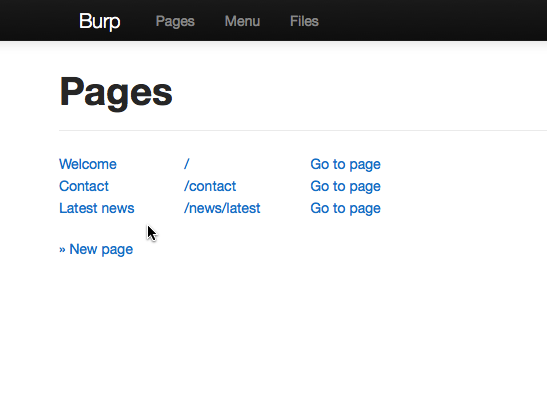 Burp Pages Menu Files
Pages
Welcome / Go to page
Contact /contact Go to page
Latest news /news/latest Go to page
» New page